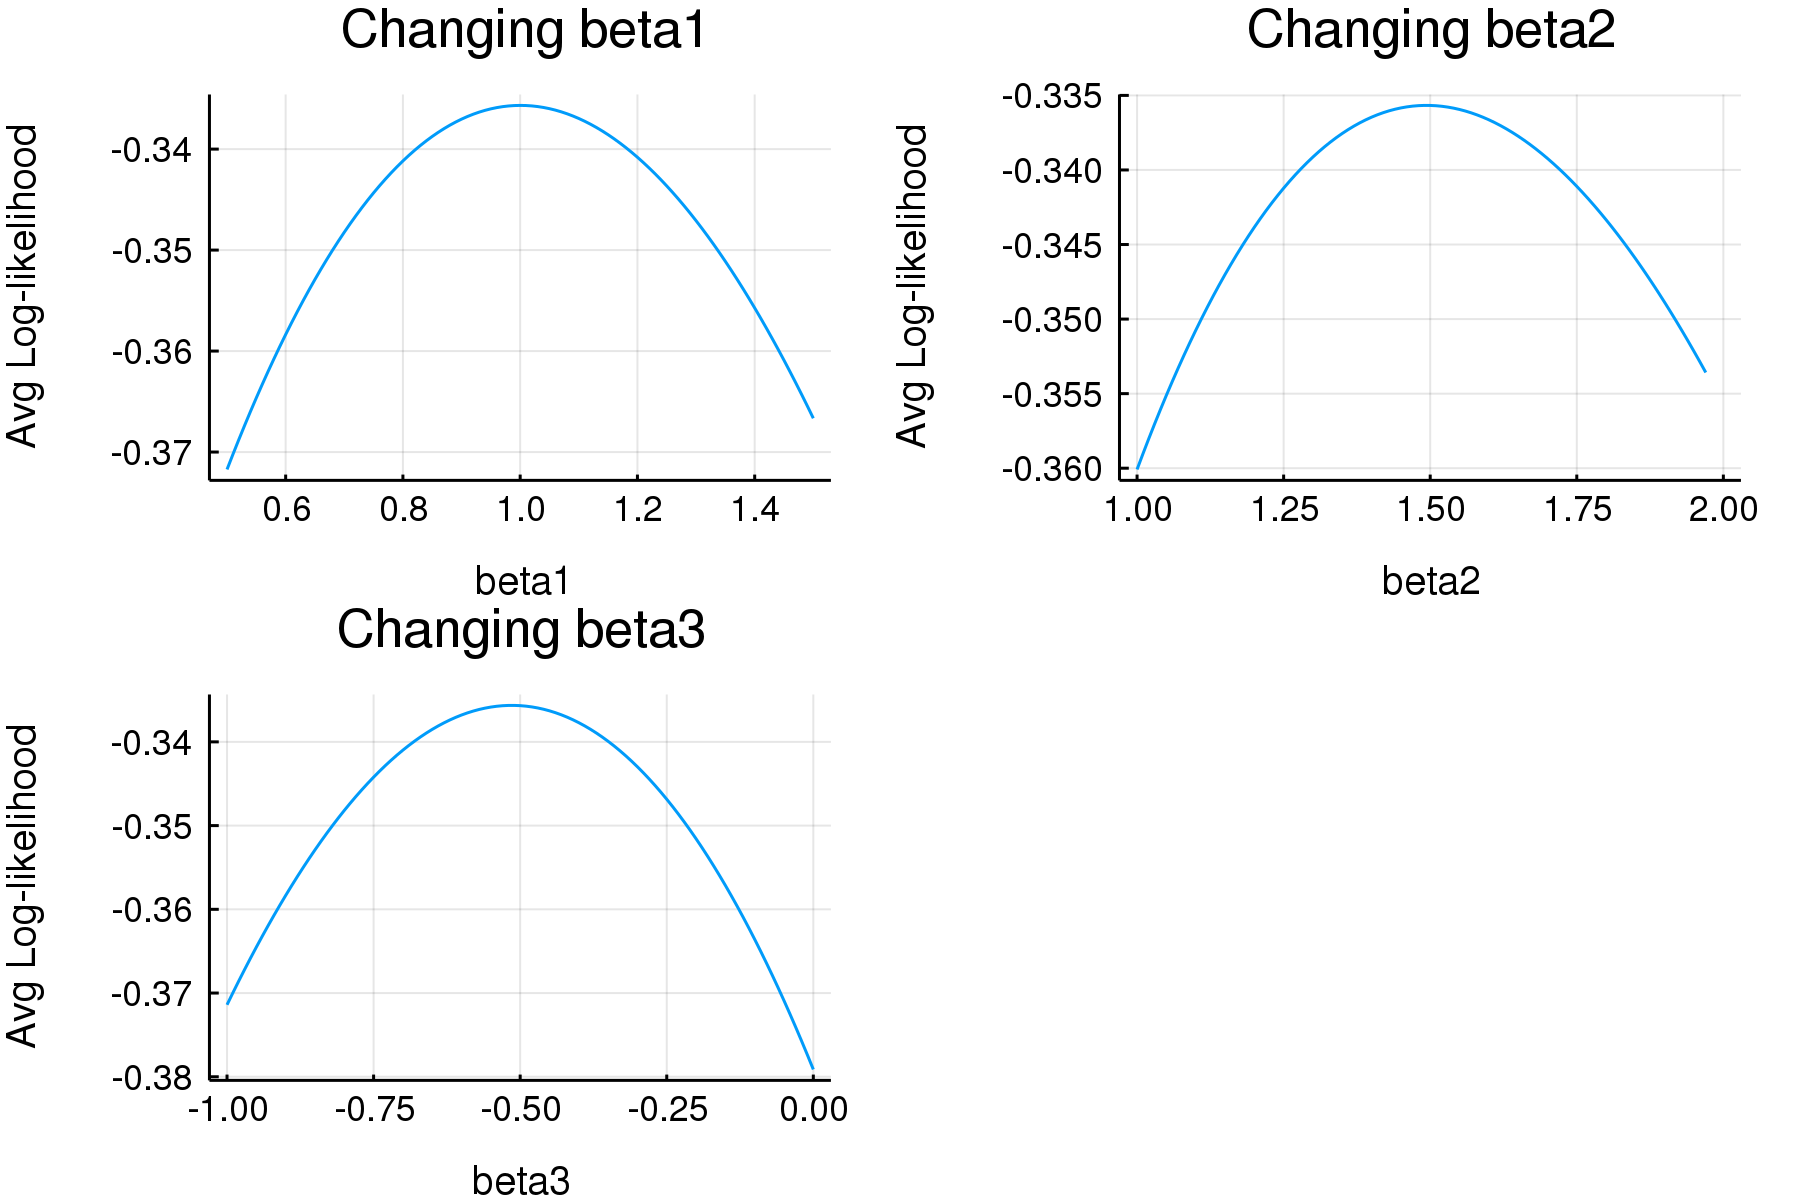 Changing beta1
Avg Log-likelihood
-0.34
-0.35
-0.36
-0.37
0.6 0.8 1.0 1.2 1.4
beta1
Changing beta2
Avg Log-likelihood
-0.335
-0.340
-0.345
-0.350
-0.355
-0.360
1.00 1.25 1.50 1.75 2.00
beta2
Changing beta3
Avg Log-likelihood
-0.34
-0.35
-0.36
-0.37
-0.38
-1.00 -0.75 -0.50 -0.25 0.00
beta3